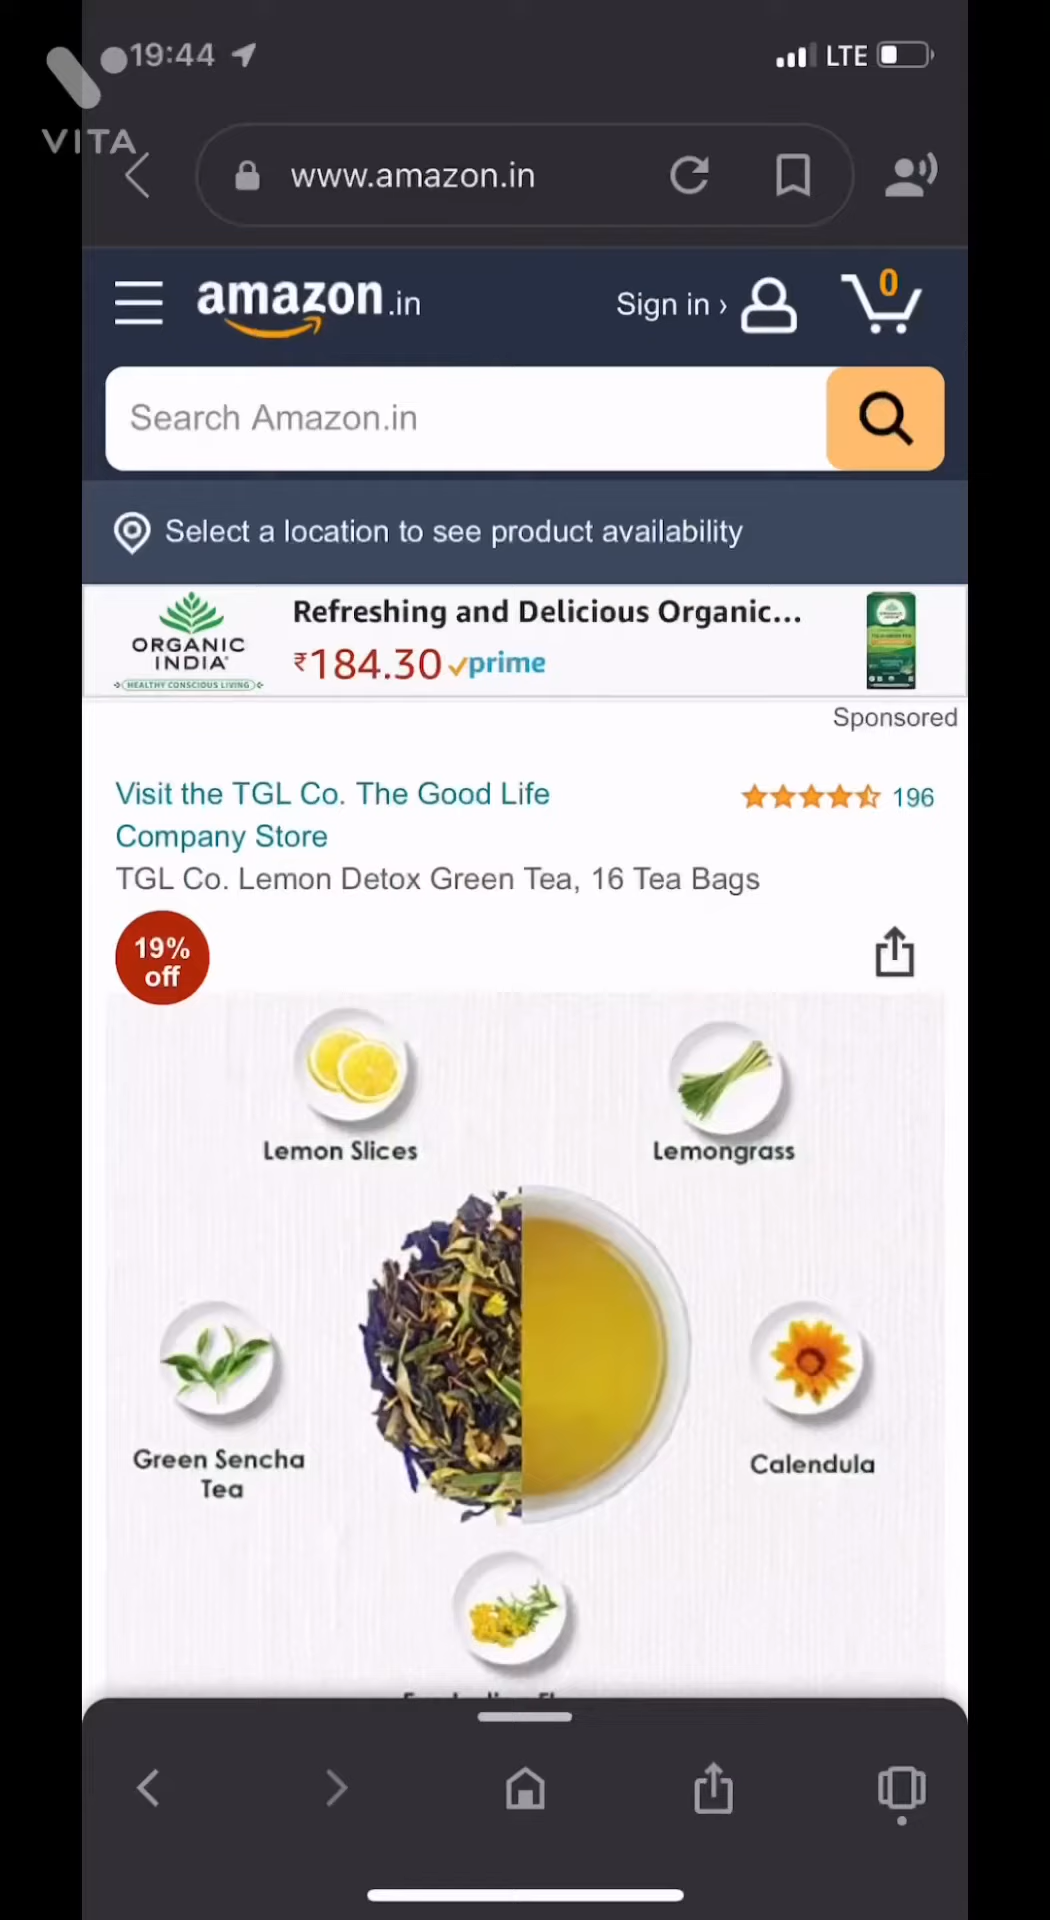 19:44
LTE
VITA
www.amazon.in
amazon.in
Sign in ›
0
Search Amazon.in
Select a location to see product availability
ORGANIC
INDIA
HEALTHY CONSCIOUS LIVING
Refreshing and Delicious Organic...
₹184.30 prime
Sponsored
Visit the TGL Co. The Good Life
Company Store
196
TGL Co. Lemon Detox Green Tea, 16 Tea Bags
19%
off
Lemon Slices
Lemongrass
Green Sencha
Tea
Calendula